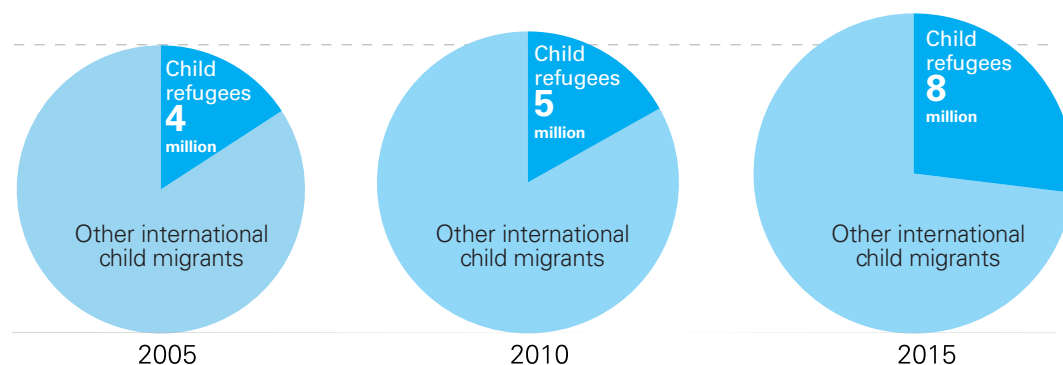 Child
refugees
4
million
Other international
child migrants
2005
Child
refugees
5
million
Other international
child migrants
2010
Child
refugees
8
million
Other international
child migrants
2015